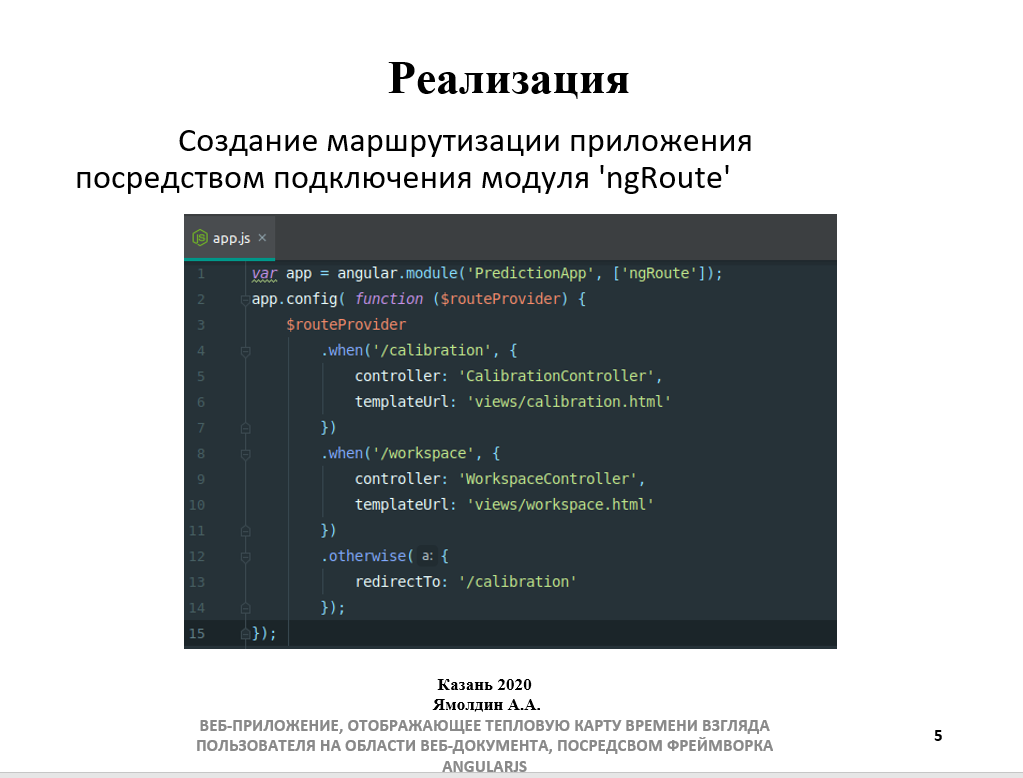 Реализация
Создание маршрутизации приложения
посредством подключения модуля 'ngRoute'
app.js ×
1 var app = angular.module('PredictionApp', ['ngRoute']);
2 app.config( function ($routeProvider) {
3 $routeProvider
4 .when('/calibration', {
5 controller: 'CalibrationController',
6 templateUrl: 'views/calibration.html'
7 })
8 .when('/workspace', {
9 controller: 'WorkspaceController',
10 templateUrl: 'views/workspace.html'
11 })
12 .otherwise( a: {
13 redirectTo: '/calibration'
14 });
15 });
Казань 2020
Ямолдин А.А.
ВЕБ-ПРИЛОЖЕНИЕ, ОТОБРАЖАЮЩЕЕ ТЕПЛОВУЮ КАРТУ ВРЕМЕНИ ВЗГЛЯДА
ПОЛЬЗОВАТЕЛЯ НА ОБЛАСТИ ВЕБ-ДОКУМЕНТА, ПОСРЕДСВОМ ФРЕЙМВОРКА
ANGULARJS
5